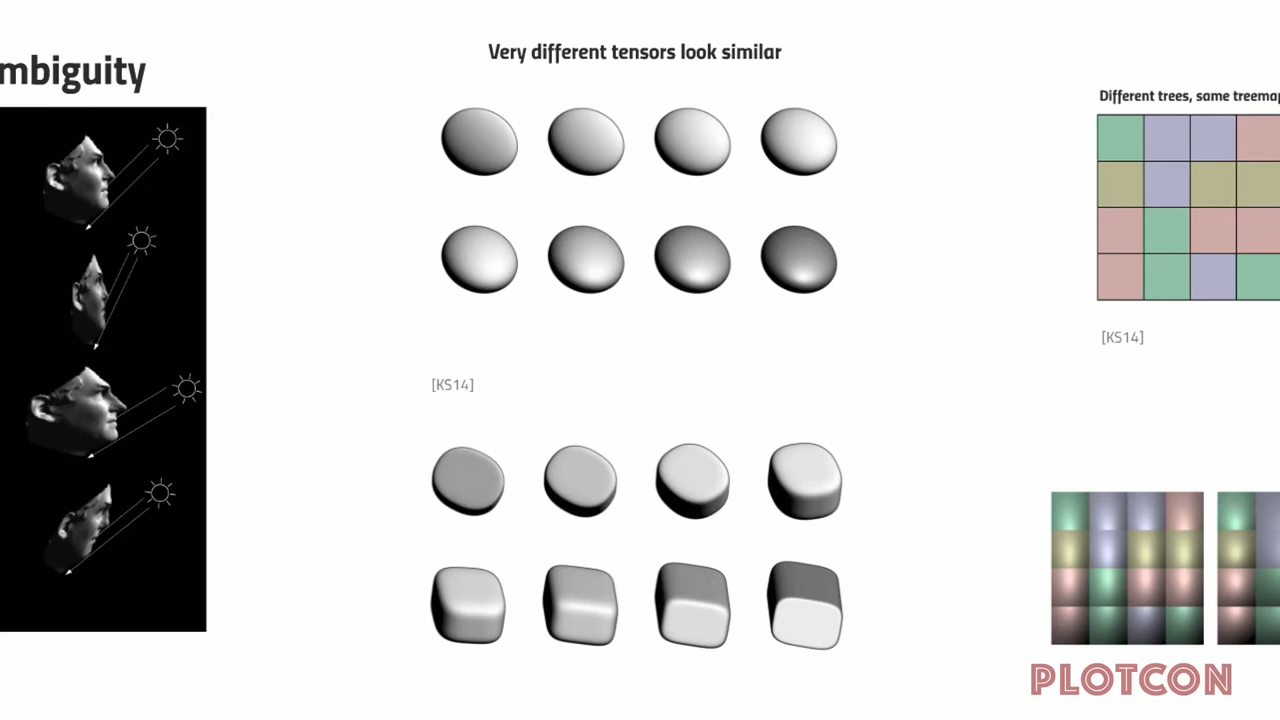 mbiguity
Very different tensors look similar
[KS14]
Different trees, same treemap
[KS14]
PLOTCON